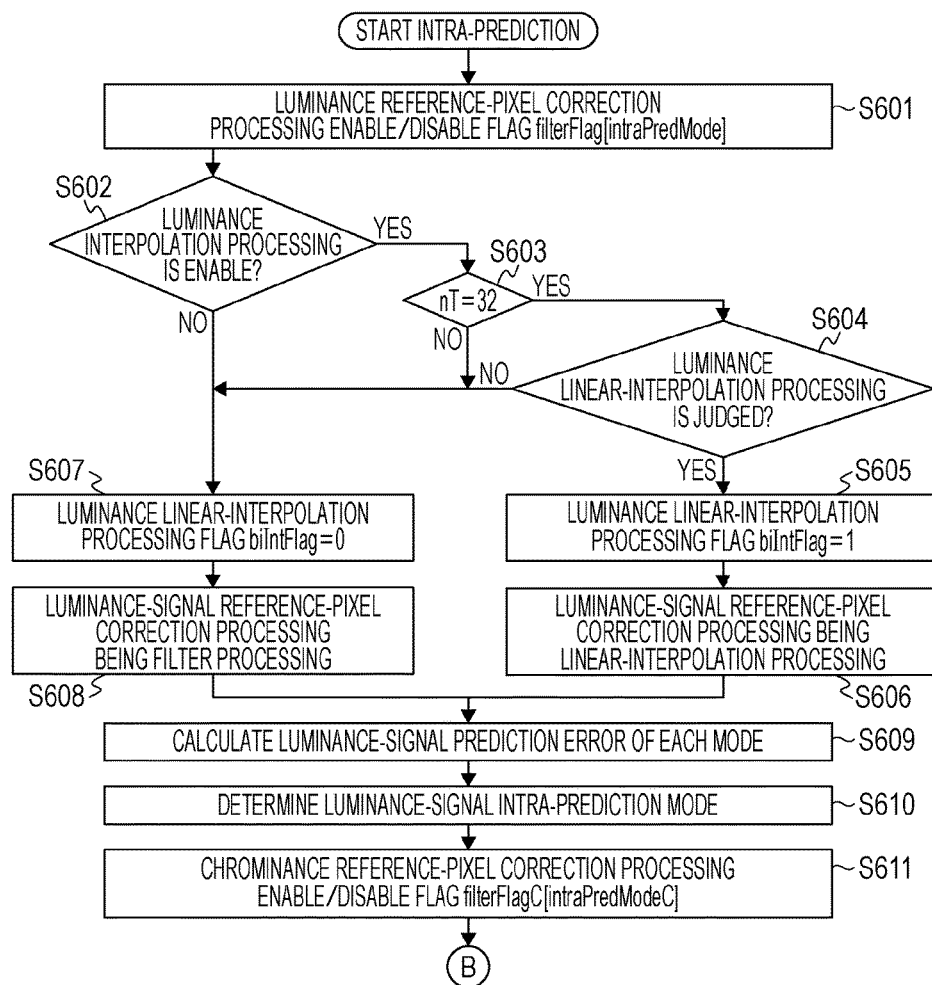 START INTRA-PREDICTION
LUMINANCE REFERENCE-PIXEL CORRECTION
PROCESSING ENABLE/DISABLE FLAG filterFlag[intraPredMode]
S601
S602
LUMINANCE
INTERPOLATION PROCESSING
IS ENABLE?
YES
NO
S603
nT=32
YES
NO
S604
LUMINANCE
LINEAR-INTERPOLATION PROCESSING
IS JUDGED?
NO
YES
S607
LUMINANCE LINEAR-INTERPOLATION
PROCESSING FLAG biIntFlag=0
S605
LUMINANCE LINEAR-INTERPOLATION
PROCESSING FLAG biIntFlag=1
LUMINANCE-SIGNAL REFERENCE-PIXEL
CORRECTION PROCESSING
BEING FILTER PROCESSING
S608
LUMINANCE-SIGNAL REFERENCE-PIXEL
CORRECTION PROCESSING BEING
LINEAR-INTERPOLATION PROCESSING
S606
CALCULATE LUMINANCE-SIGNAL PREDICTION ERROR OF EACH MODE
S609
DETERMINE LUMINANCE-SIGNAL INTRA-PREDICTION MODE
S610
CHROMINANCE REFERENCE-PIXEL CORRECTION PROCESSING
ENABLE/DISABLE FLAG filterFlagC[intraPredModeC]
S611
B